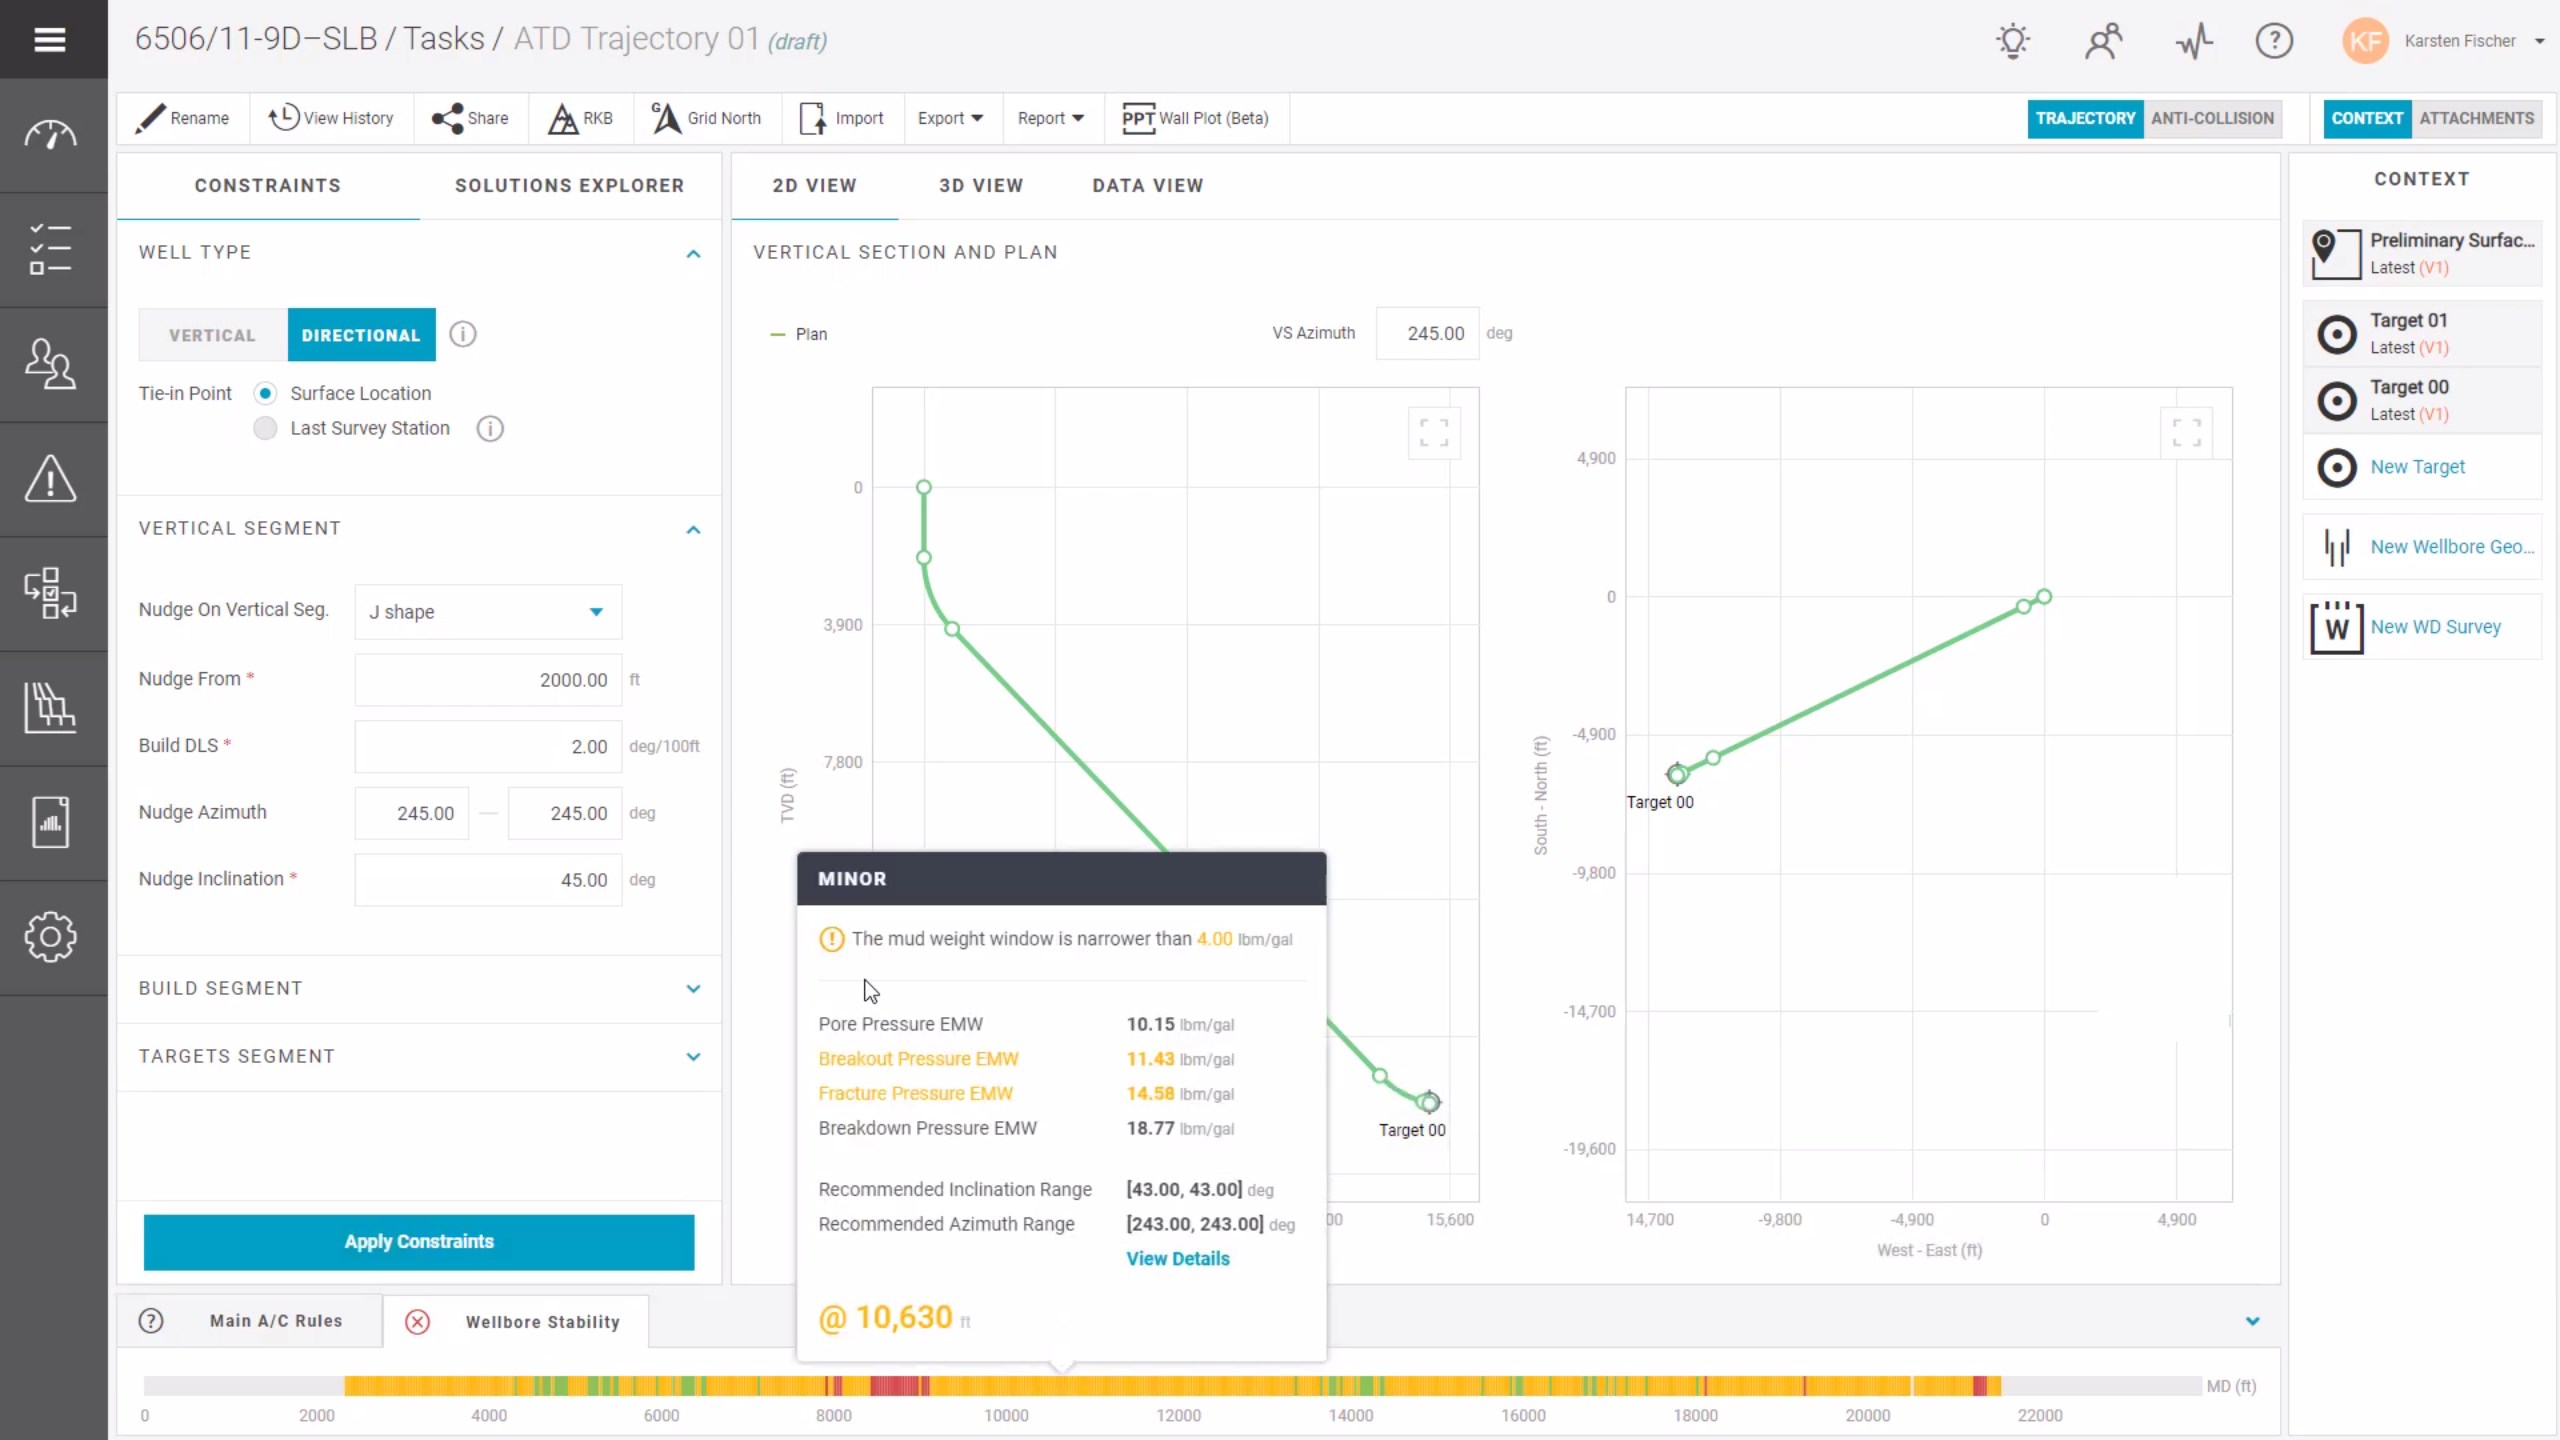 6506/11-9D–SLB / Tasks / ATD Trajectory 01 (draft)
KF Karsten Fischer
Rename
View History
Share
RKB
Grid North
Import
Export
Report
PPT Wall Plot (Beta)
TRAJECTORY ANTI-COLLISION
CONTEXT ATTACHMENTS
CONSTRAINTS SOLUTIONS EXPLORER
WELL TYPE
VERTICAL DIRECTIONAL
Tie-in Point Surface Location
Last Survey Station
VERTICAL SEGMENT
Nudge On Vertical Seg. J shape
Nudge From * 2000.00 ft
Build DLS * 2.00 deg/100ft
Nudge Azimuth 245.00 — 245.00 deg
Nudge Inclination * 45.00 deg
BUILD SEGMENT
TARGETS SEGMENT
Apply Constraints
2D VIEW 3D VIEW DATA VIEW
VERTICAL SECTION AND PLAN
Plan
VS Azimuth 245.00 deg
0
3,900
7,800
TVD (ft)
Target 00
00 15,600
4,900
0
-4,900
-9,800
-14,700
-19,600
South - North (ft)
Target 00
14,700 -9,800 -4,900 0 4,900
West - East (ft)
MINOR
The mud weight window is narrower than 4.00 lbm/gal
Pore Pressure EMW 10.15 lbm/gal
Breakout Pressure EMW 11.43 lbm/gal
Fracture Pressure EMW 14.58 lbm/gal
Breakdown Pressure EMW 18.77 lbm/gal
Recommended Inclination Range [43.00, 43.00] deg
Recommended Azimuth Range [243.00, 243.00] deg
View Details
@ 10,630 ft
CONTEXT
Preliminary Surfac...
Latest (V1)
Target 01
Latest (V1)
Target 00
Latest (V1)
New Target
New Wellbore Geo...
W New WD Survey
Main A/C Rules
Wellbore Stability
MD (ft)
0 2000 4000 6000 8000 10000 12000 14000 16000 18000 20000 22000